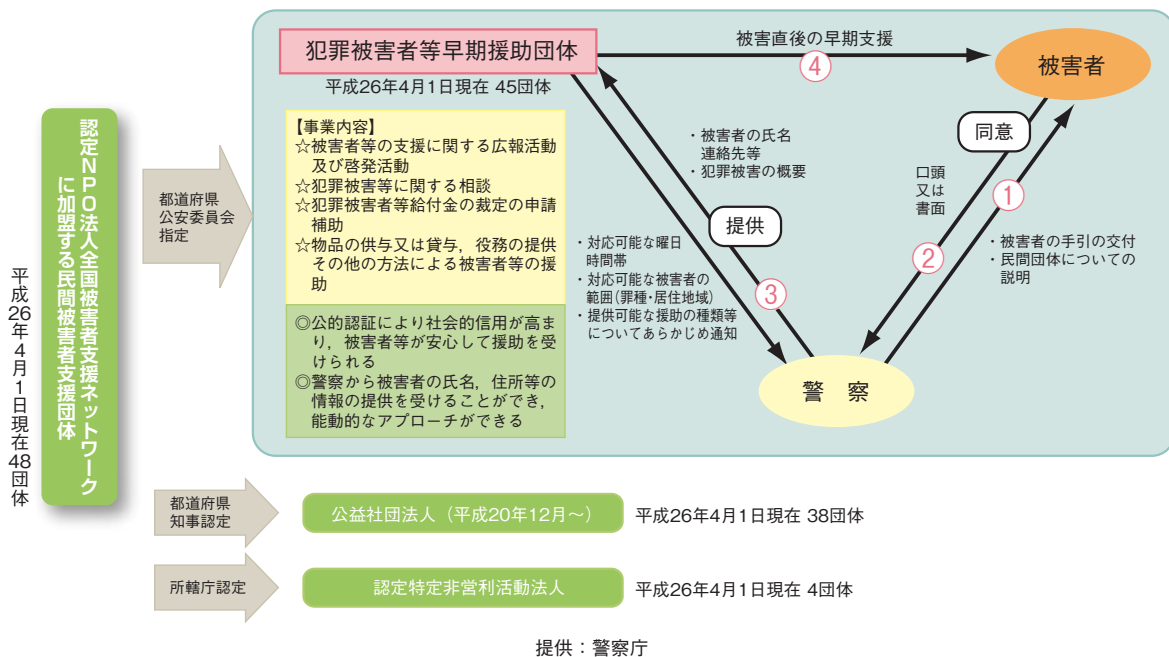 認定NPO法人全国被害者支援ネットワーク
に加盟する民間被害者支援団体
平成26年4月1日現在48団体
都道府県
公安委員会
指定
犯罪被害者等早期援助団体
平成26年4月1日現在 45団体
【事業内容】
☆被害者等の支援に関する広報活動
及び啓発活動
☆犯罪被害等に関する相談
☆犯罪被害者等給付金の裁定の申請
補助
☆物品の供与又は貸与，役務の提供
その他の方法による被害者等の援
助
◎公的認証により社会的信用が高ま
り，被害者等が安心して援助を受
けられる
◎警察から被害者の氏名，住所等の
情報の提供を受けることができ，
能動的なアプローチができる
被害直後の早期支援
④
被害者
・被害者の氏名
連絡先等
・犯罪被害の概要
提供
③
・対応可能な曜日
時間帯
・対応可能な被害者の
範囲（罪種・居住地域）
・提供可能な援助の種類等
についてあらかじめ通知
同意
口頭
又は
書面
②
①
・被害者の手引の交付
・民間団体についての
説明
警　察
都道府県
知事認定
公益社団法人（平成20年12月～）
平成26年4月1日現在 38団体
所轄庁認定
認定特定非営利活動法人
平成26年4月1日現在 4団体
提供：警察庁